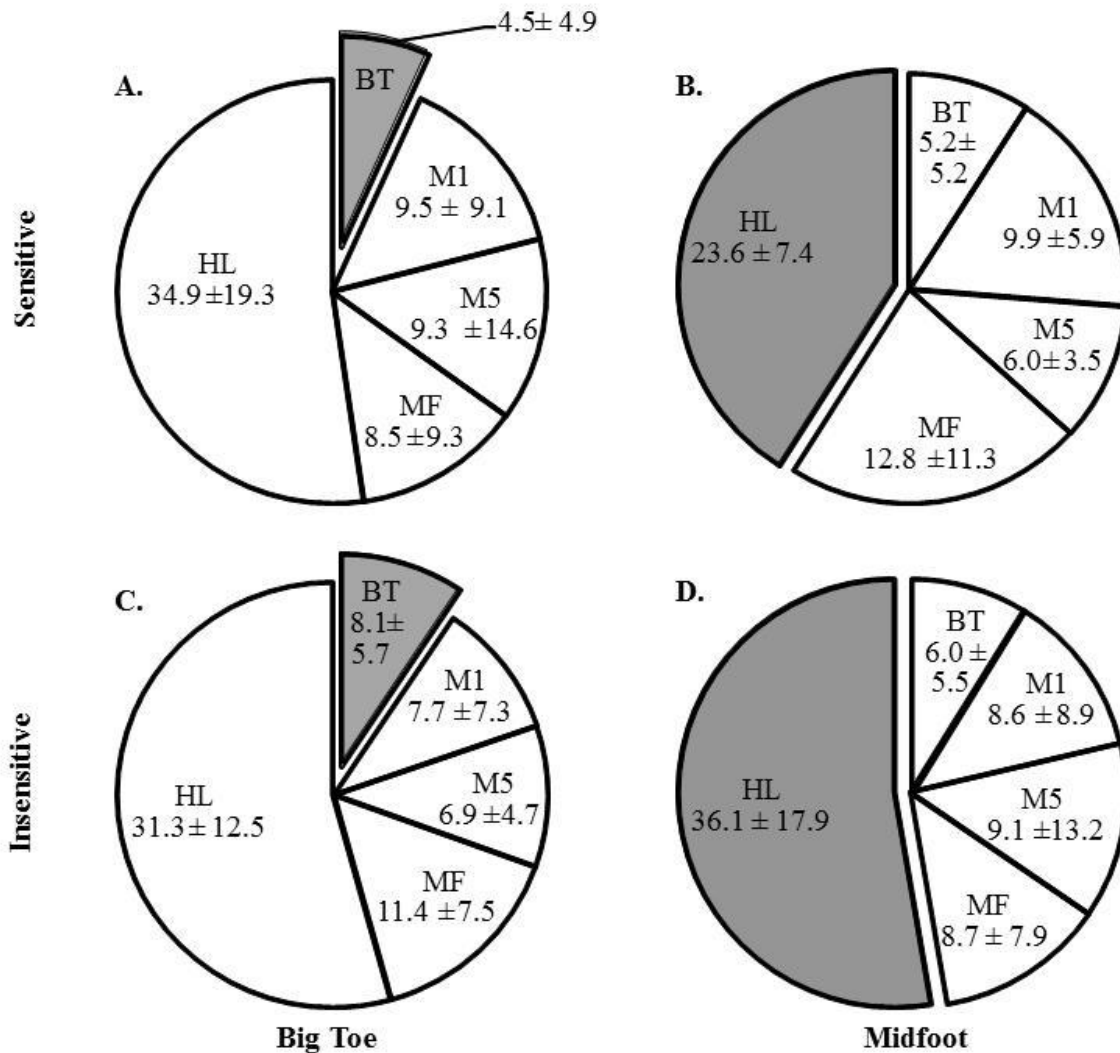 4.5± 4.9
A.
BT
M1
9.5 ± 9.1
HL
34.9 ±19.3
M5
9.3 ±14.6
MF
8.5 ±9.3
Sensitive
B.
BT
5.2±
5.2
M1
9.9 ±5.9
HL
23.6 ±7.4
M5
6.0±3.5
MF
12.8 ±11.3
C.
BT
8.1±
5.7
M1
7.7 ±7.3
HL
31.3 ± 12.5
M5
6.9 ±4.7
MF
11.4 ±7.5
Insensitive
D.
BT
6.0 ±
5.5
M1
8.6 ±8.9
HL
36.1 ± 17.9
M5
9.1 ±13.2
MF
8.7 ± 7.9
Big Toe
Midfoot